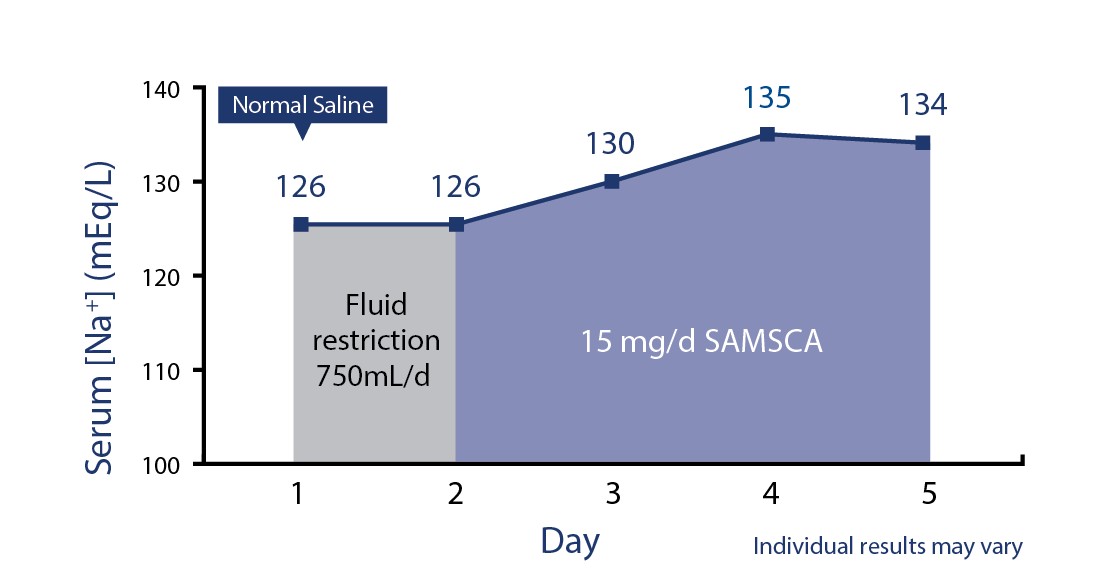 Normal Saline
140
130
120
110
100
Serum [Na⁺] (mEq/L)
126
126
130
135
134
Fluid
restriction
750mL/d
15 mg/d SAMSCA
1
2
3
4
5
Day
Individual results may vary